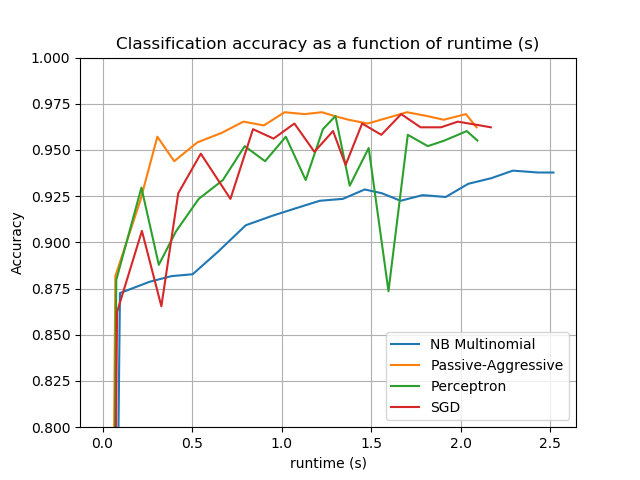 Classification accuracy as a function of runtime (s)
1.000
0.975
0.950
0.925
0.900
0.875
0.850
0.825
0.800
Accuracy
0.0 0.5 1.0 1.5 2.0 2.5
runtime (s)
NB Multinomial
Passive-Aggressive
Perceptron
SGD